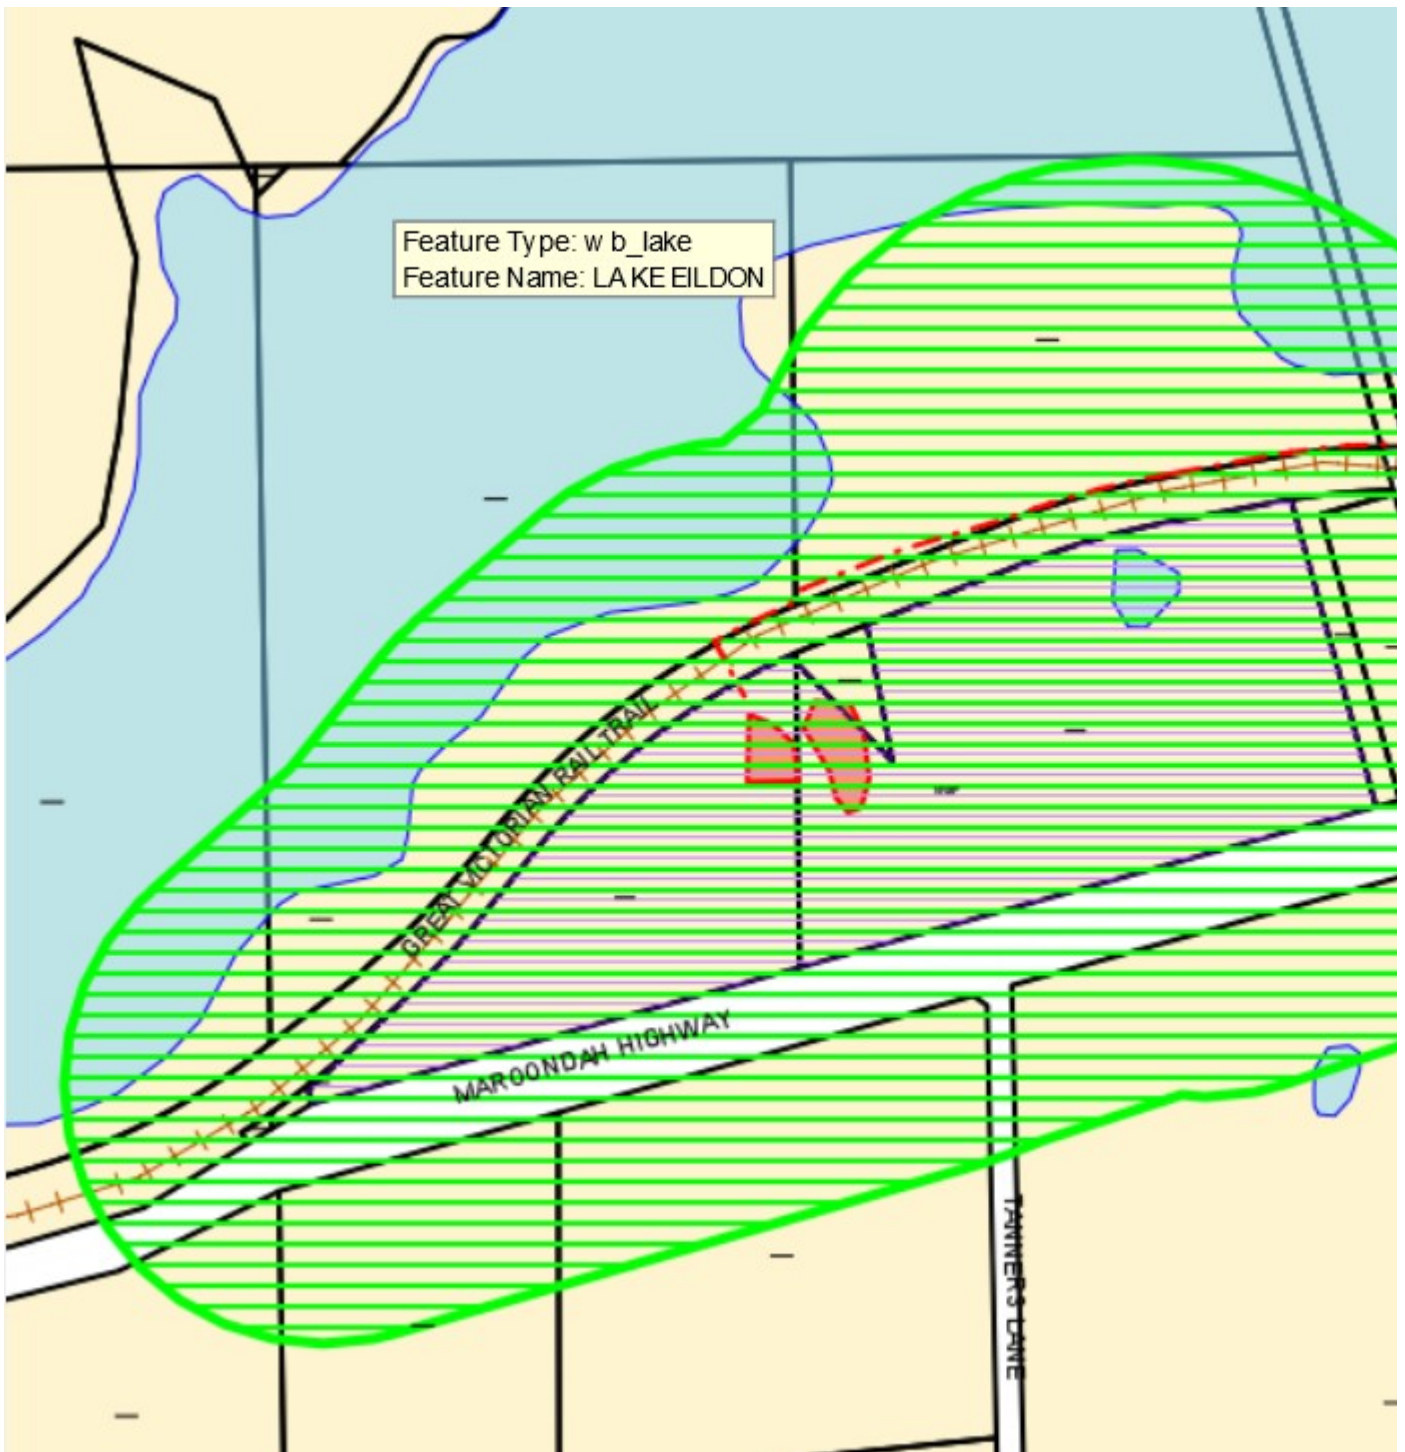 Feature Type: w b_lake
Feature Name: LAKE EILDON
GREAT VICTORIAN RAIL TRAIL
MAROONDAH HIGHWAY
TANNERS LANE